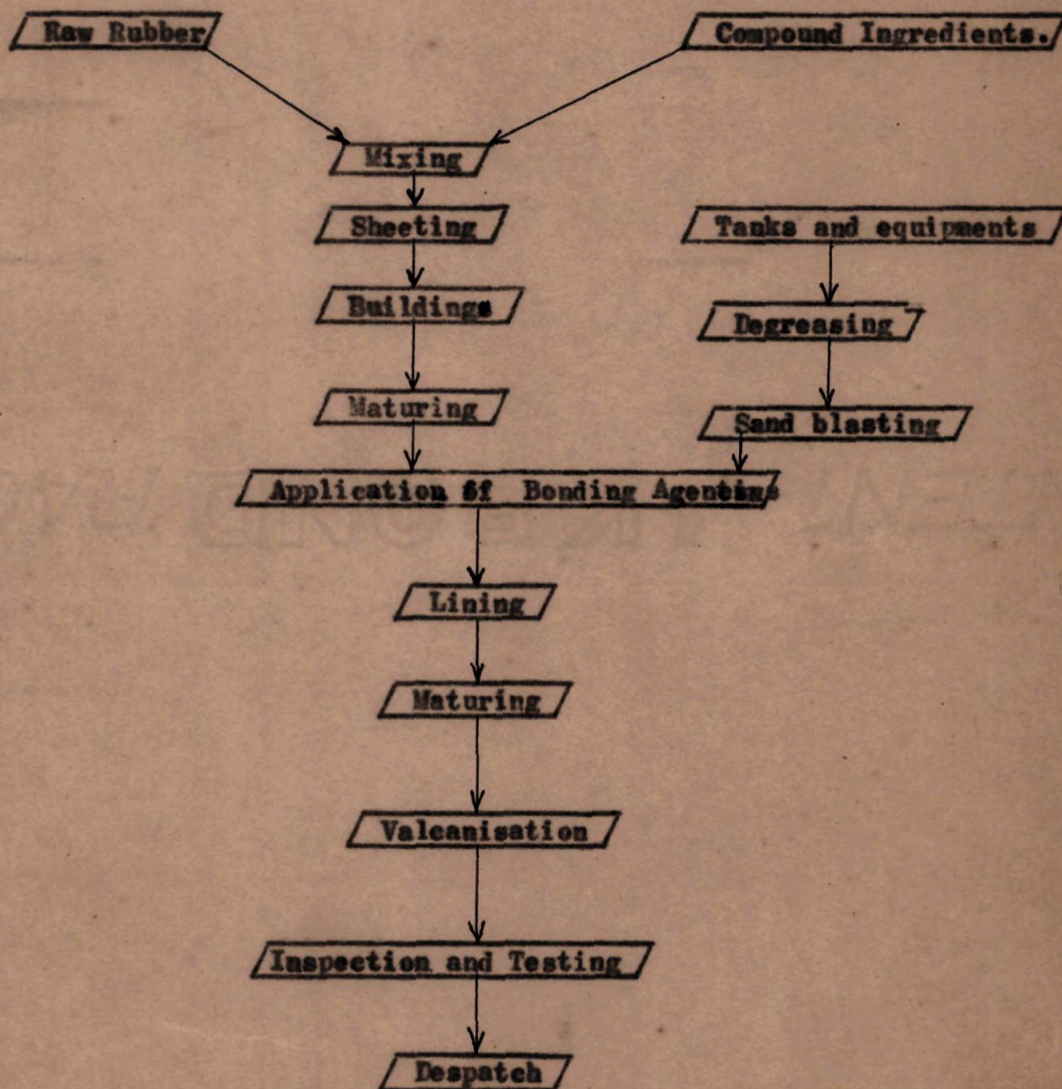 Raw Rubber
Compound Ingredients.
Mixing
Sheeting
Tanks and equipments
Buildings
Degreasing
Maturing
Sand blasting
Application of Bonding Agents
Lining
Maturing
Valcanisation
Inspection and Testing
Despatch